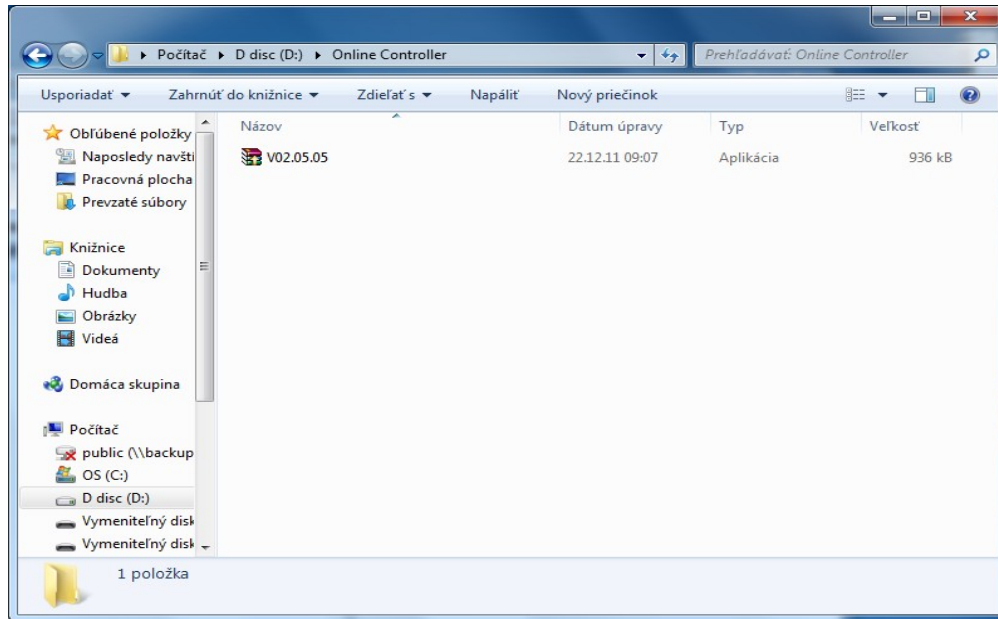 Počítač D disc (D:) Online Controller
Prehľadávať: Online Controller
Usporiadať Zahrnúť do knižnice Zdieľať s Napáliť Nový priečinok
Obľúbené položky
Naposledy navští
Pracovná plocha
Prevzaté súbory
Knižnice
Dokumenty
Hudba
Obrázky
Videá
Domáca skupina
Počítač
public (\\backup
OS (C:)
D disc (D:)
Vymeniteľný disk
Vymeniteľný disk
Názov Dátum úpravy Typ Veľkosť
V02.05.05 22.12.11 09:07 Aplikácia 936 kB
1 položka